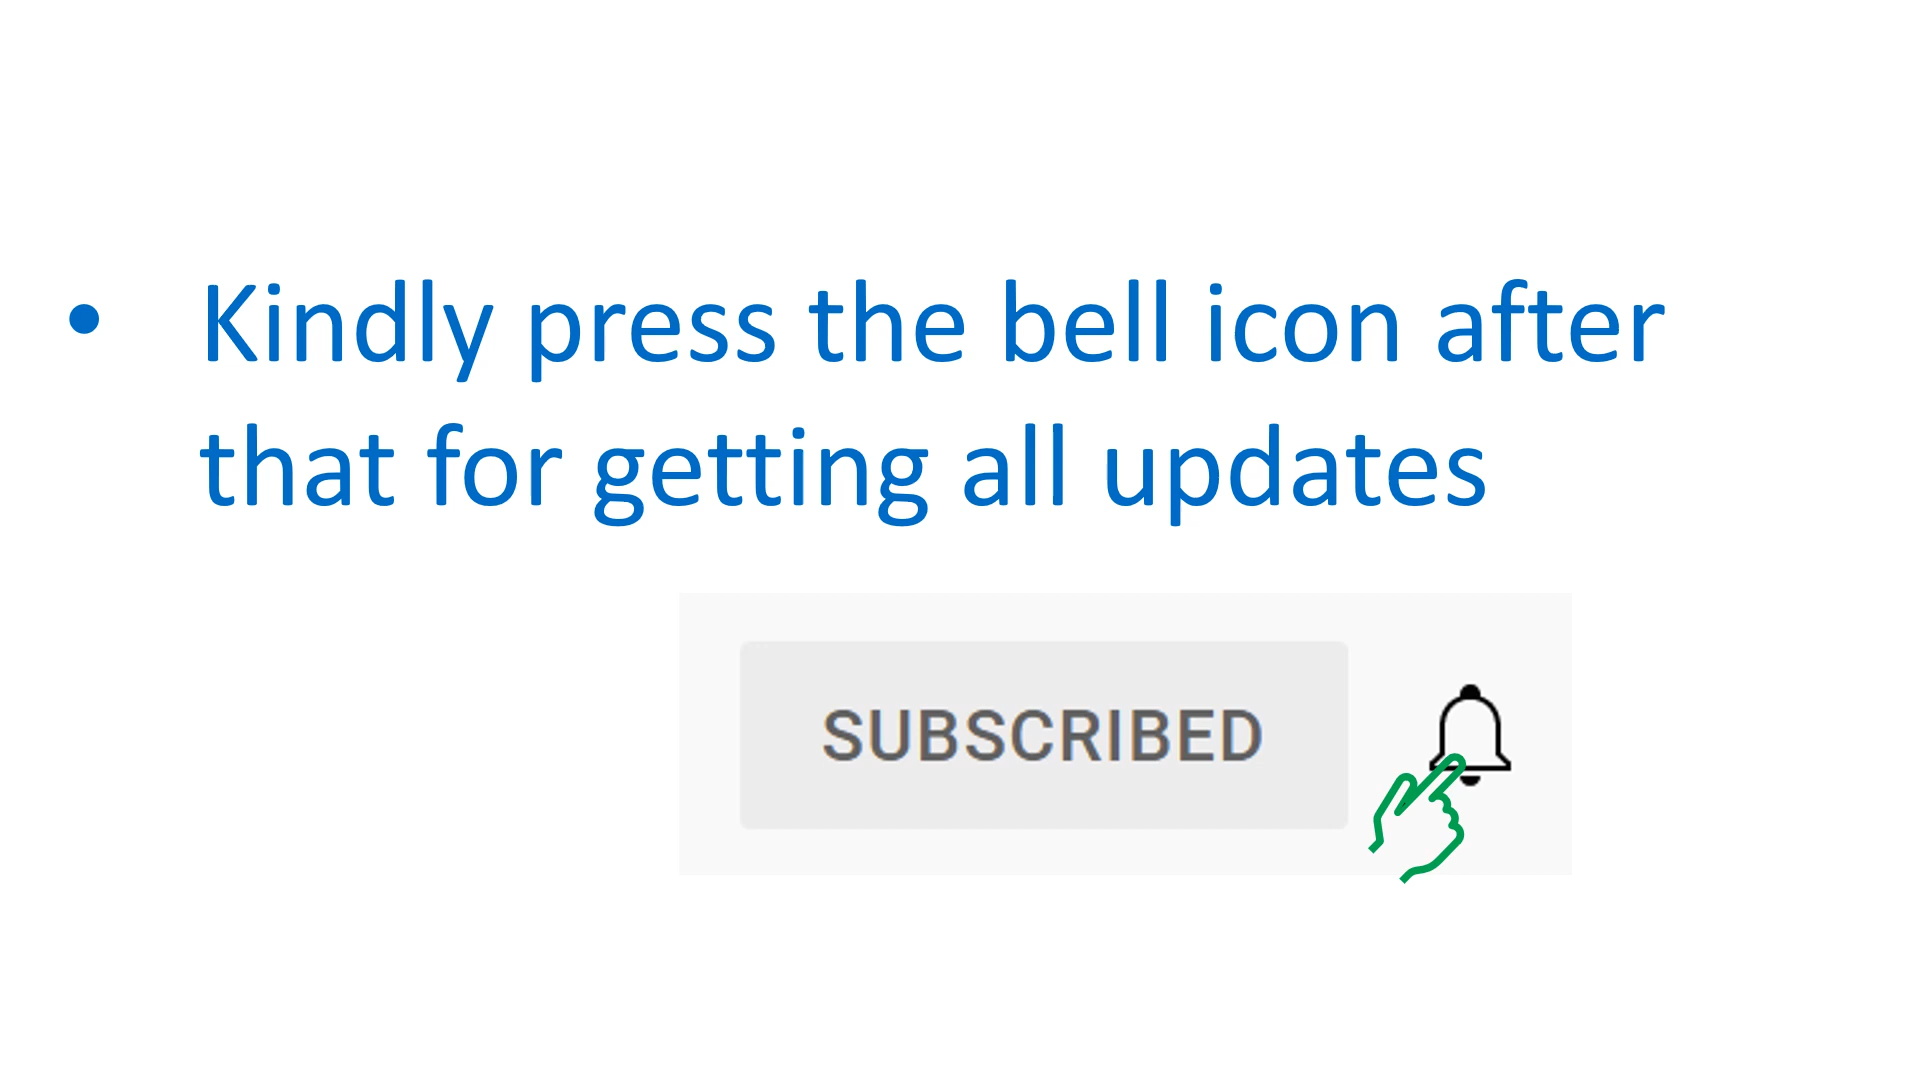 • Kindly press the bell icon after
that for getting all updates
SUBSCRIBED